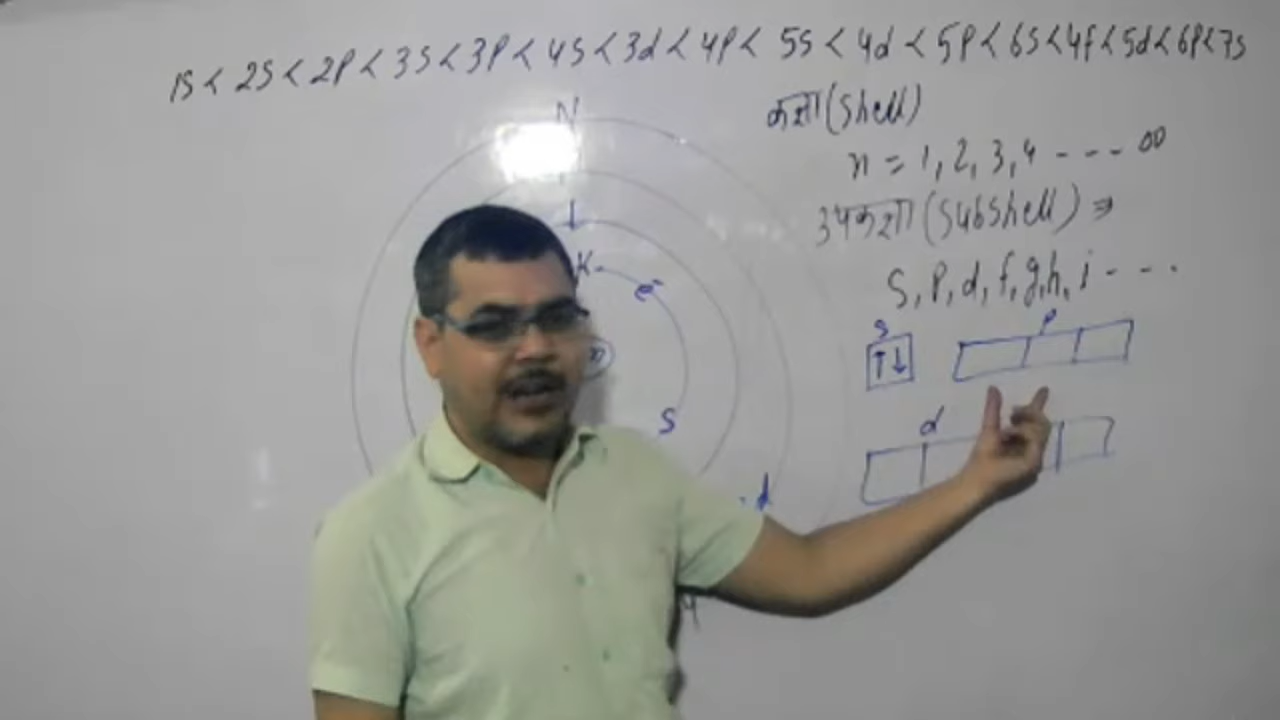 1S < 2S < 2P < 3S < 3P < 4S < 3d < 4P < 5S < 4d < 5P < 6S < 4f < 5d < 6P < 7S
कक्षा (Shell)
n = 1, 2, 3, 4 - - - - ∞
उपकक्षा (Subshell) ⇒
S, P, d, f, g, h, i - - - .
N
↓
K
e⁻
S
d
S P
↑↓
d